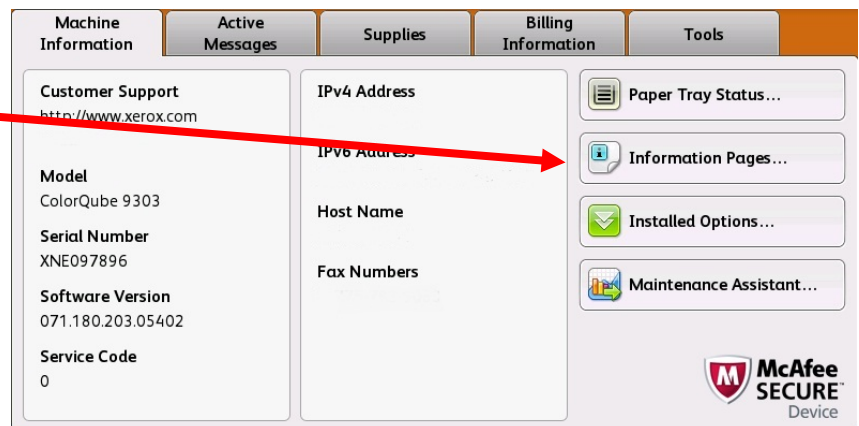 Machine
Information
Active
Messages
Supplies
Billing
Information
Tools
Customer Support
http://www.xerox.com
Model
ColorQube 9303
Serial Number
XNE097896
Software Version
071.180.203.05402
Service Code
0
IPv4 Address
IPv6 Address
Host Name
Fax Numbers
Paper Tray Status...
Information Pages...
Installed Options...
Maintenance Assistant...
McAfee
SECURE™
Device